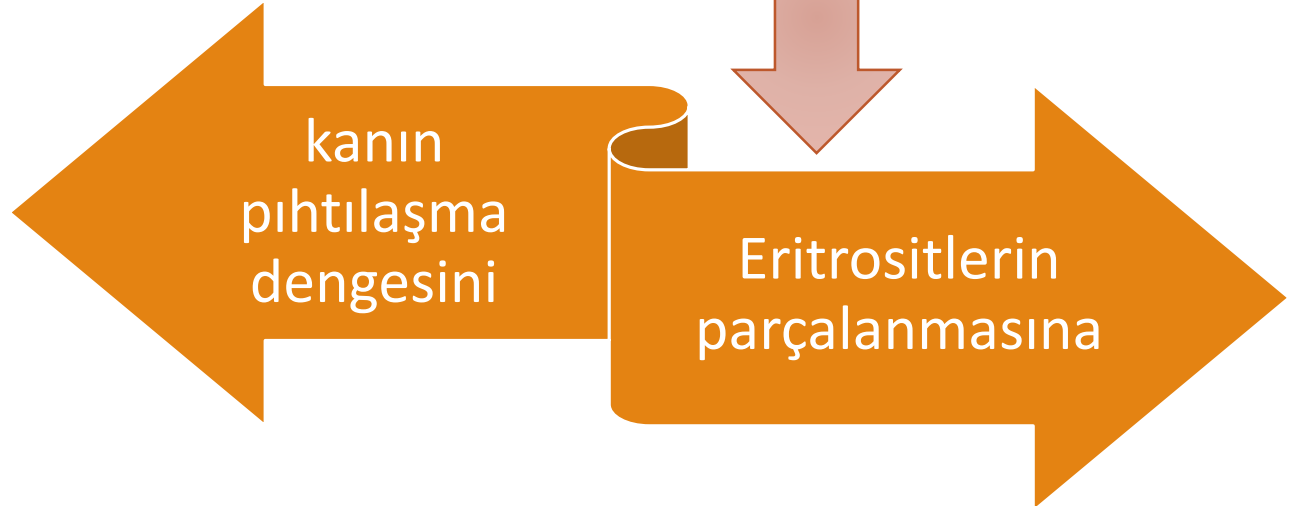 kanın
pıhtılaşma
dengesini
Eritrositlerin
parçalanmasına